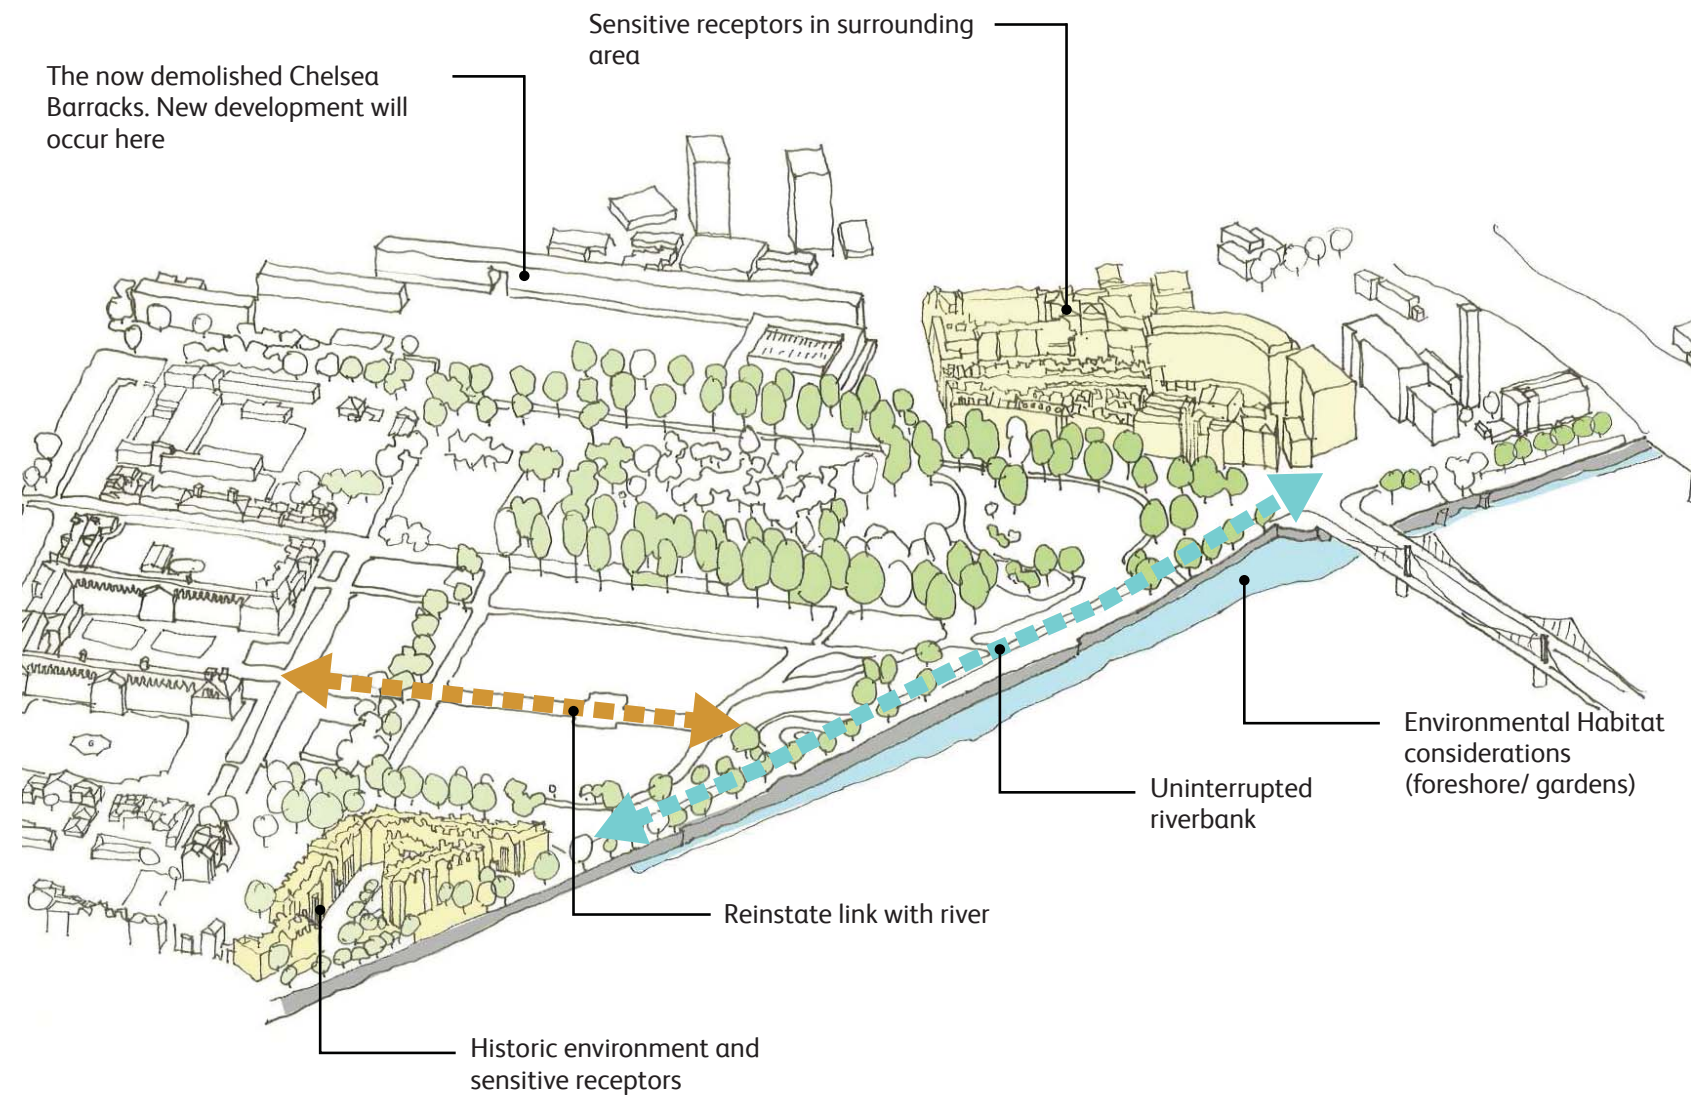 Sensitive receptors in surrounding
area
The now demolished Chelsea
Barracks. New development will
occur here
Environmental Habitat
considerations
(foreshore/ gardens)
Uninterrupted
riverbank
Reinstate link with river
Historic environment and
sensitive receptors